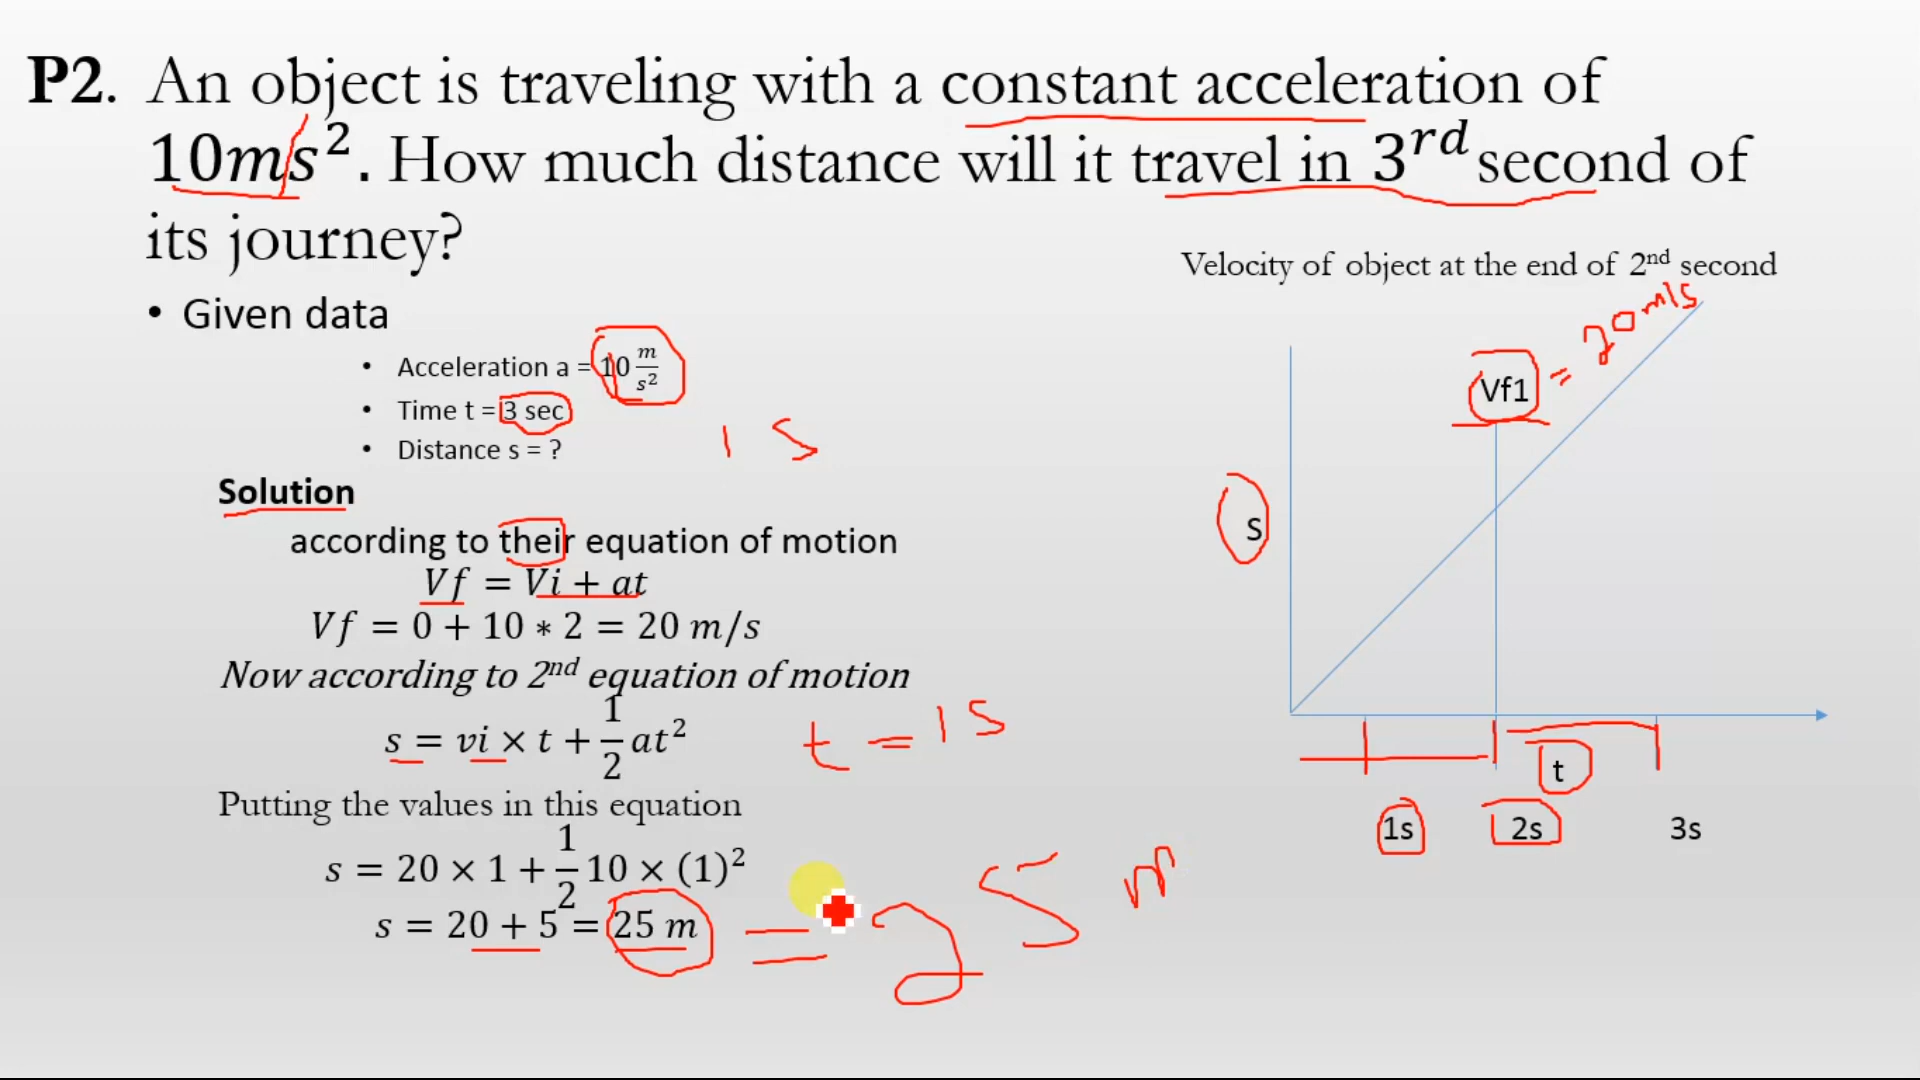 P2. An object is traveling with a constant acceleration of
10m/s². How much distance will it travel in 3ʳᵈ second of
its journey?
Velocity of object at the end of 2ⁿᵈ second
• Given data
• Acceleration a = 10 m/s²
• Time t = 3 sec
• Distance s = ?
1 S
Solution
according to their equation of motion
Vf = Vi + at
Vf = 0 + 10 * 2 = 20 m/s
Now according to 2ⁿᵈ equation of motion
s = vi × t + 1/2 at²
t = 1 S
Putting the values in this equation
s = 20 × 1 + 1/2 10 × (1)²
s = 20 + 5 = 25 m = 25 m
Vf1 = 20 m/s
S
t
1s 2s 3s